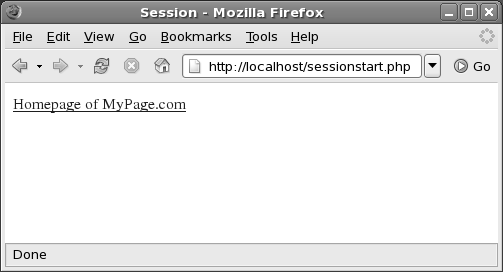 Session - Mozilla Firefox
File Edit View Go Bookmarks Tools Help
http://localhost/sessionstart.php Go
Homepage of MyPage.com
Done